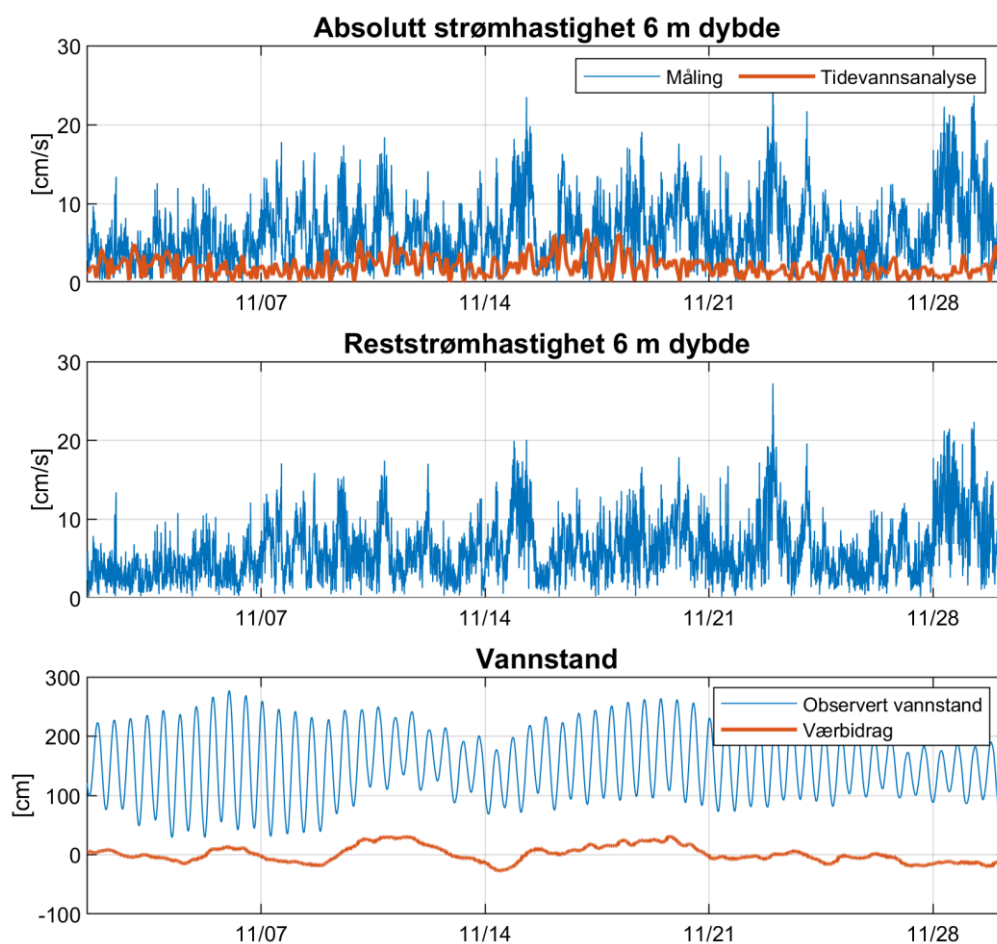 Absolutt strømhastighet 6 m dybde
30
Måling
Tidevannsanalyse
20
[cm/s]
10
0
11/07
11/14
11/21
11/28
Reststrømhastighet 6 m dybde
30
20
[cm/s]
10
0
11/07
11/14
11/21
11/28
Vannstand
300
Observert vannstand
Værbidrag
200
[cm]
100
0
-100
11/07
11/14
11/21
11/28